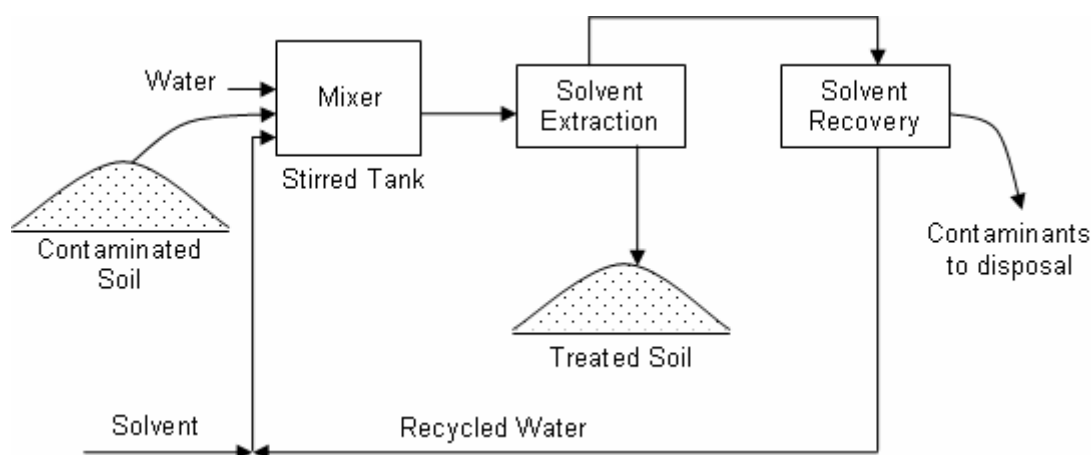 Water
Mixer
Solvent
Extraction
Solvent
Recovery
Stirred Tank
Contaminated
Soil
Contaminants
to disposal
Treated Soil
Solvent
Recycled Water